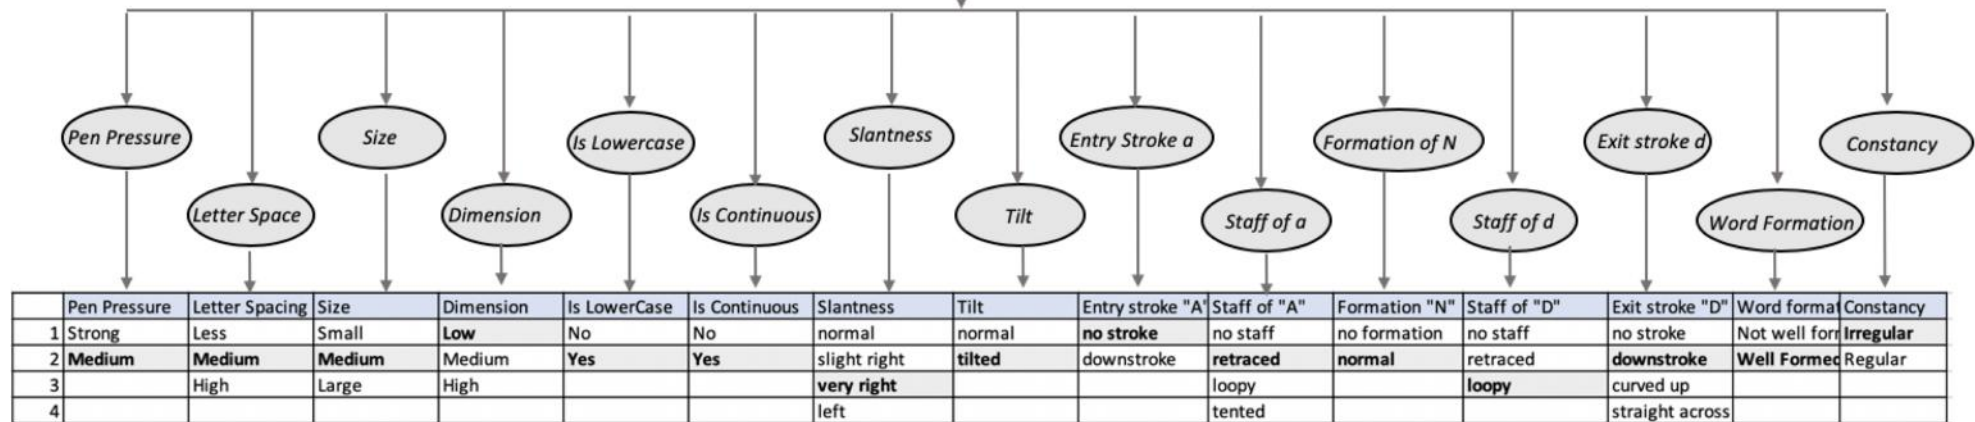 Pen Pressure Size Is Lowercase Slantness Entry Stroke a Formation of N Exit stroke d Constancy
Letter Space Dimension Is Continuous Tilt Staff of a Staff of d Word Formation
Pen Pressure Letter Spacing Size Dimension Is LowerCase Is Continuous Slantness Tilt Entry stroke "A" Staff of "A" Formation "N" Staff of "D" Exit stroke "D" Word format Constancy
1 Strong Less Small Low No No normal normal no stroke no staff no formation no staff no stroke Not well forr Irregular
2 Medium Medium Medium Medium Yes Yes slight right tilted downstroke retraced normal retraced downstroke Well Formed Regular
3 High Large High very right loopy loopy curved up
4 left tented straight across